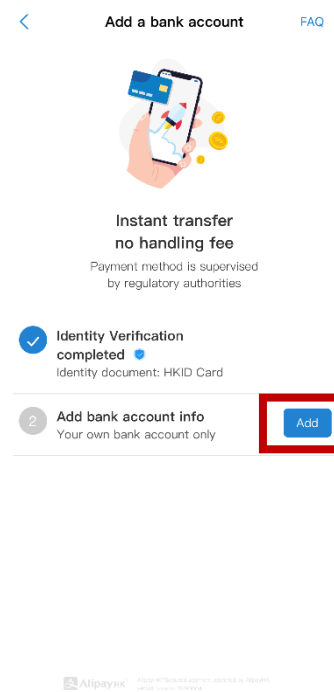 Add a bank account
FAQ
Instant transfer
no handling fee
Payment method is supervised
by regulatory authorities
Identity Verification
completed
Identity document: HKID Card
2
Add bank account info
Your own bank account only
Add
AlipayHK